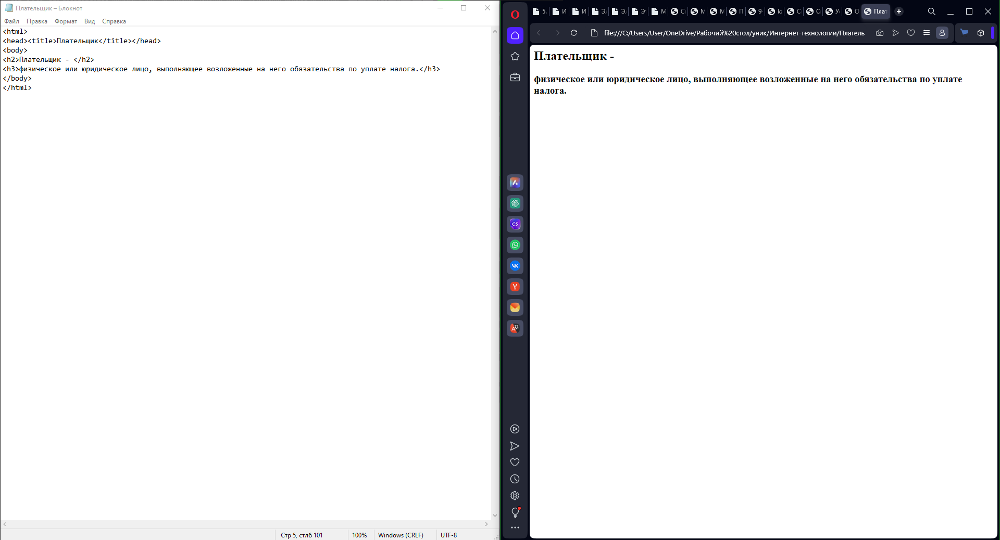 Плательщик – Блокнот
Файл Правка Формат Вид Справка
<html>
<head><title>Плательщик</title></head>
<body>
<h2>Плательщик - </h2>
<h3>физическое или юридическое лицо, выполняющее возложенные на него обязательства по уплате налога.</h3>
</body>
</html>
Стр 5, стлб 101 100% Windows (CRLF) UTF-8
Плат
file:///C:/Users/User/OneDrive/Рабочий%20стол/уник/Интернет-технологии/Платель
Плательщик -
физическое или юридическое лицо, выполняющее возложенные на него обязательства по уплате
налога.